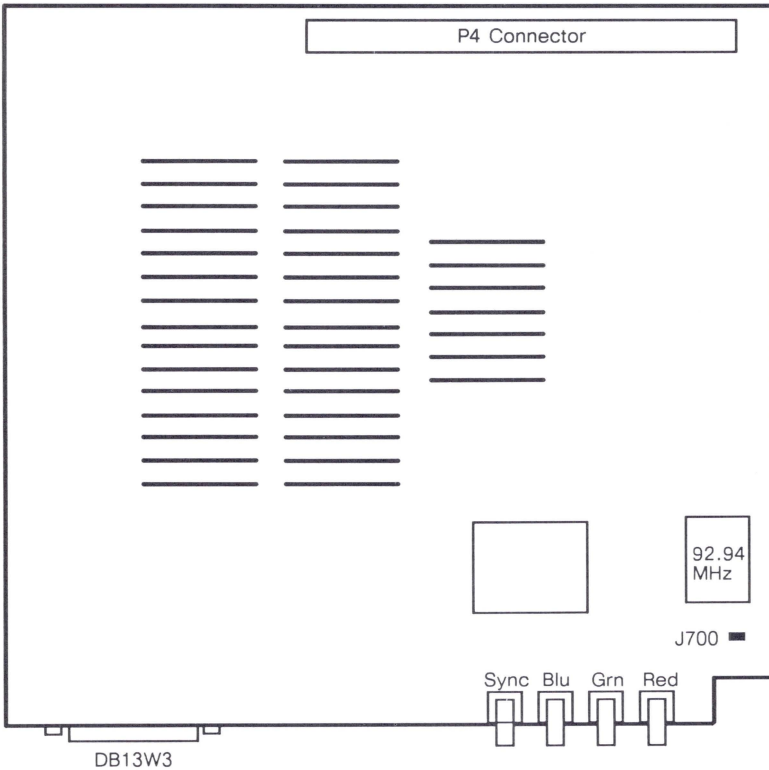 P4 Connector
92.94
MHz
J700
Sync Blu Grn Red
DB13W3